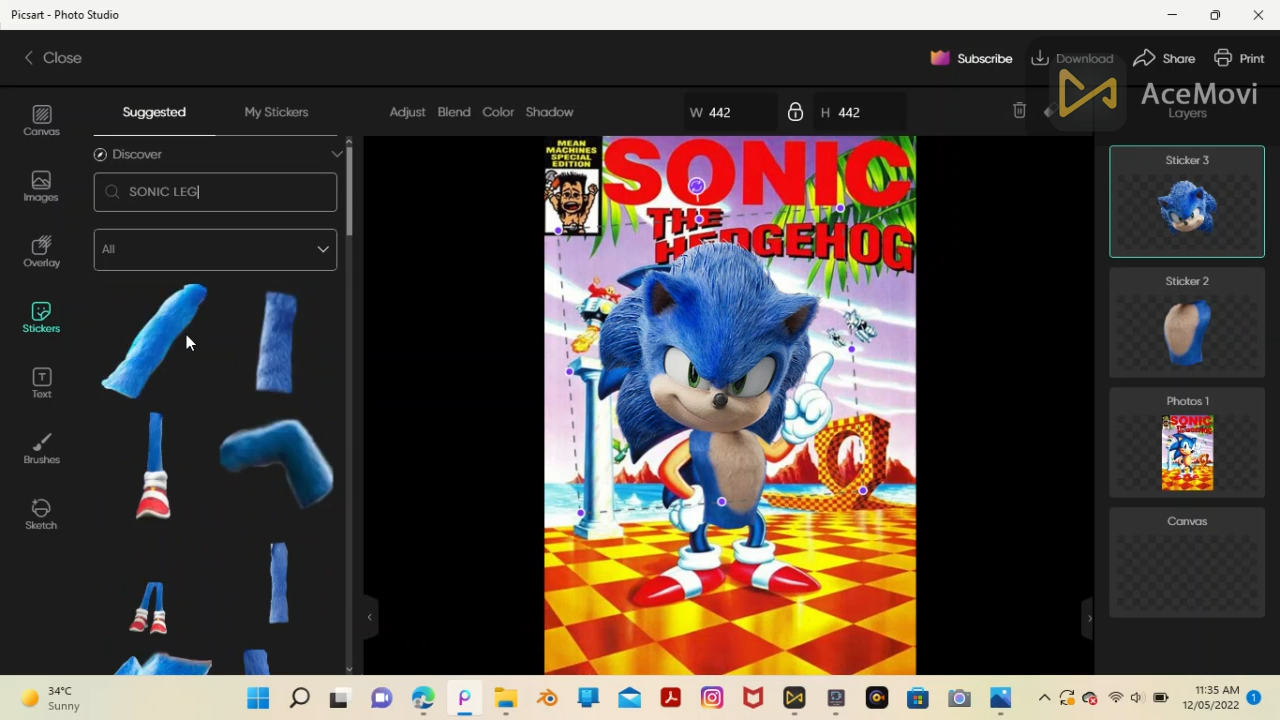 Picsart - Photo Studio
Close
Subscribe
Download
Share
Print
AceMovi
Canvas
Images
Overlay
Stickers
Text
Brushes
Sketch
Suggested
My Stickers
Discover
SONIC LEG
All
Adjust
Blend
Color
Shadow
W 442
H 442
Layers
MEAN
MACHINES
SPECIAL
EDITION
SONIC
THE
HEDGEHOG
Sticker 3
Sticker 2
Photos 1
Canvas
34°C
Sunny
11:35 AM
12/05/2022
1